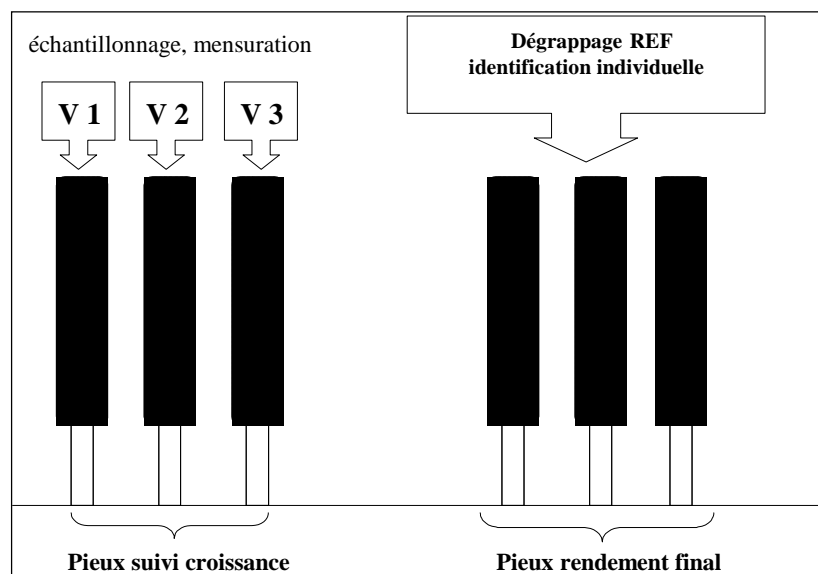 échantillonnage, mensuration
V 1
V 2
V 3
Dégrappage REF
identification individuelle
Pieux suivi croissance
Pieux rendement final